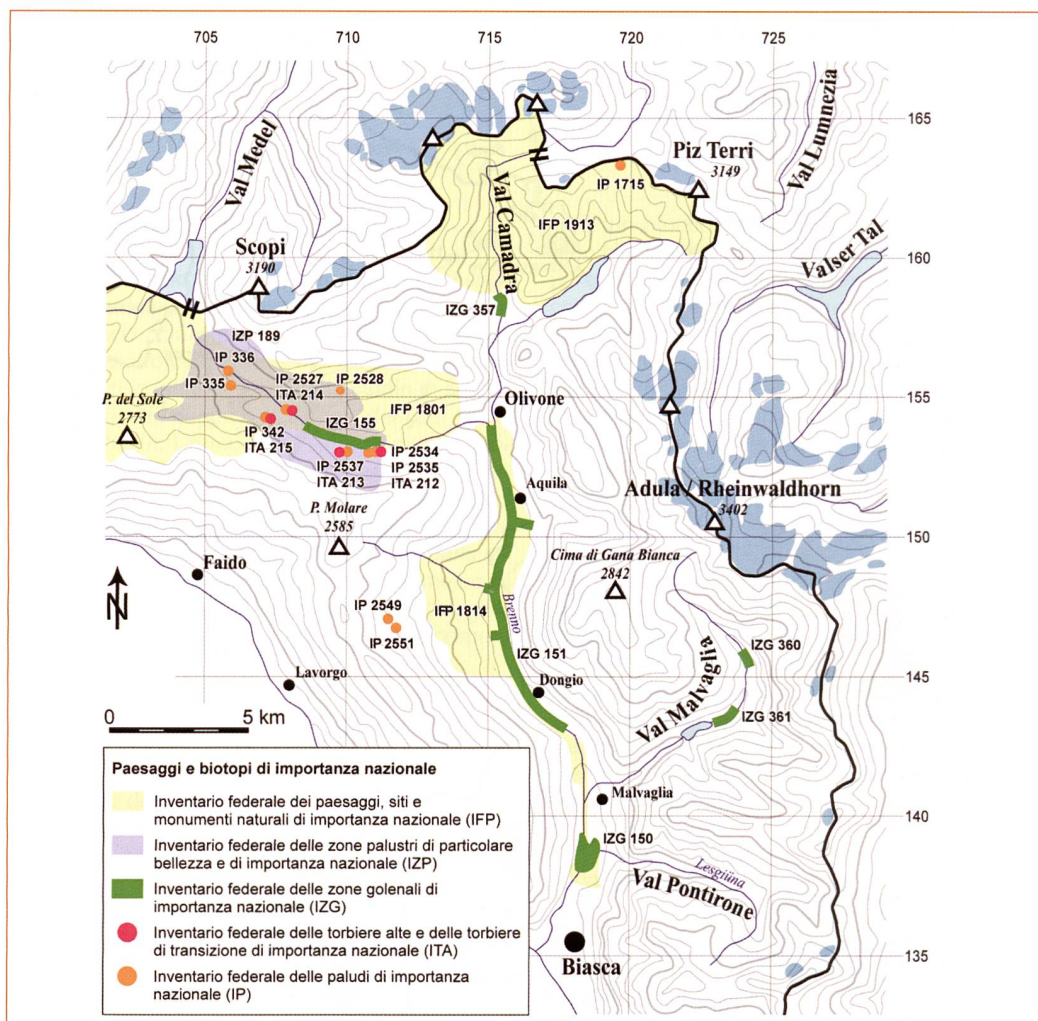 705 710 715 720 725
165
Piz Terri
3149
Val Lumnezia
Val Medel
IP 1715
Val Camadra
IFP 1913
Scopi
3190
160
Valser Tal
IZG 357
IZP 189
IP 336
IP 335
IP 2527
ITA 214
IP 2528
155
P. del Sole
2773
Olivone
IFP 1801
IZG 155
IP 342
ITA 215
IP 2537
ITA 213
IP 2534
IP 2535
ITA 212
Aquila
Adula / Rheinwaldhorn
3402
P. Molare
2585
150
Cima di Gana Bianca
2842
Faido
N
IP 2549
IP 2551
IFP 1814
Brenno
IZG 151
IZG 360
Lavorgo
Dongio
145
Val Malvaglia
IZG 361
0 5 km
Malvaglia
140
IZG 150
Lesgiüna
Val Pontirone
135
Biasca
Paesaggi e biotopi di importanza nazionale
Inventario federale dei paesaggi, siti e
monumenti naturali di importanza nazionale (IFP)
Inventario federale delle zone palustri di particolare
bellezza e di importanza nazionale (IZP)
Inventario federale delle zone golenali di
importanza nazionale (IZG)
Inventario federale delle torbiere alte e delle torbiere
di transizione di importanza nazionale (ITA)
Inventario federale delle paludi di importanza
nazionale (IP)